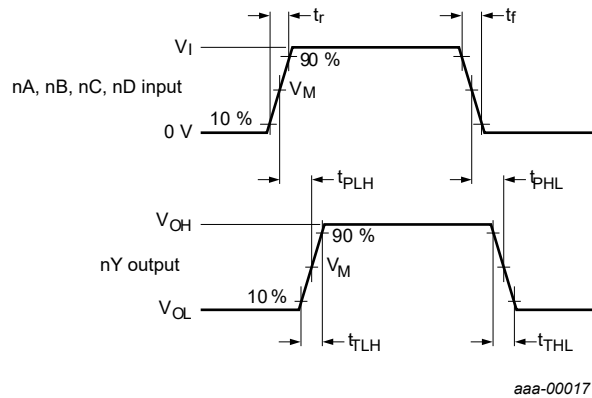 tr
tf
VI
90 %
nA, nB, nC, nD input
VM
10 %
0 V
tPLH
tPHL
VOH
90 %
nY output
VM
10 %
VOL
tTLH
tTHL
aaa-00017